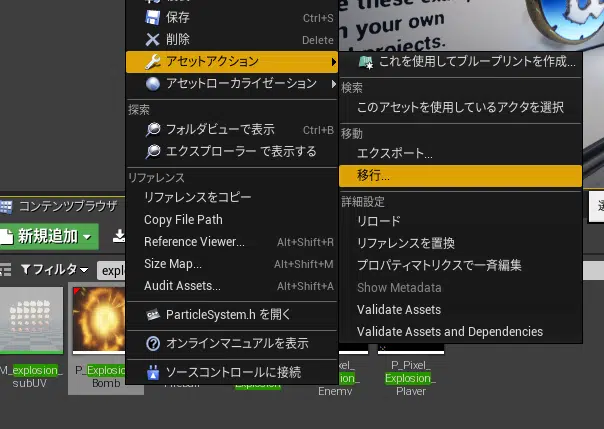 these exam
your own
projects.
保存 Ctrl+S
削除 Delete
アセットアクション
アセットローカライゼーション
探索
フォルダビューで表示 Ctrl+B
エクスプローラー で表示する
リファレンス
リファレンスをコピー
Copy File Path
Reference Viewer... Alt+Shift+R
Size Map... Alt+Shift+M
Audit Assets... Alt+Shift+A
ParticleSystem.h を開く
オンラインマニュアルを表示
ソースコントロールに接続
これを使用してブループリントを作成...
検索
このアセットを使用しているアクタを選択
移動
エクスポート...
移行...
詳細設定
リロード
リファレンスを置換
プロパティマトリクスで一斉編集
Show Metadata
Validate Assets
Validate Assets and Dependencies
コンテンツブラウザ
新規追加
フィルタ
explo
M_explosion_
subUV
P_Explosio
Bomb
Explosion_
Enemy
P_Pixel_
Explosion_
Player